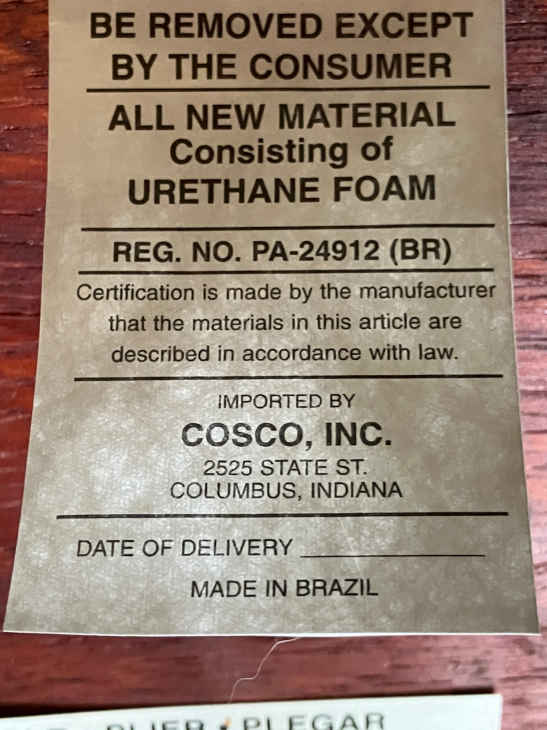 BE REMOVED EXCEPT
BY THE CONSUMER
ALL NEW MATERIAL
Consisting of
URETHANE FOAM
REG. NO. PA-24912 (BR)
Certification is made by the manufacturer
that the materials in this article are
described in accordance with law.
IMPORTED BY
COSCO, INC.
2525 STATE ST.
COLUMBUS, INDIANA
DATE OF DELIVERY
MADE IN BRAZIL
PLIER PLEGAR